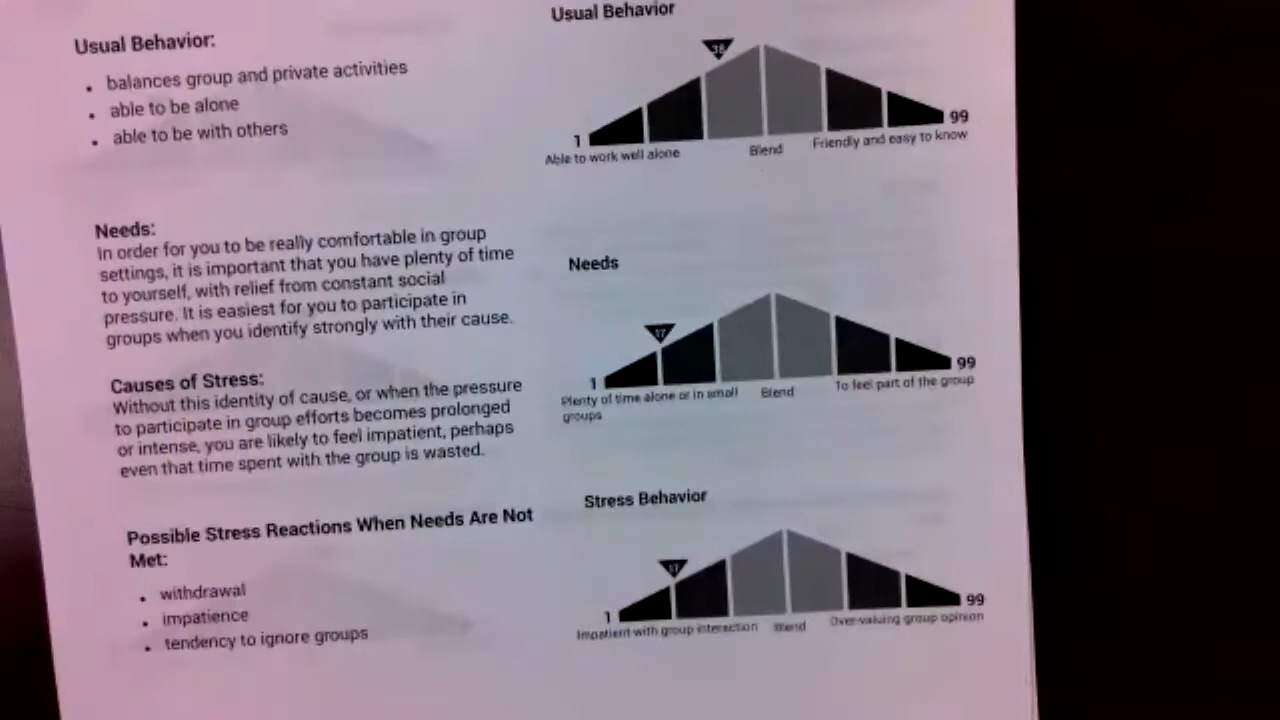 Usual Behavior:
• balances group and private activities
• able to be alone
• able to be with others
Needs:
In order for you to be really comfortable in group
settings, it is important that you have plenty of time
to yourself, with relief from constant social
pressure. It is easiest for you to participate in
groups when you identify strongly with their cause.
Causes of Stress:
Without this identity of cause, or when the pressure
to participate in group efforts becomes prolonged
or intense, you are likely to feel impatient, perhaps
even that time spent with the group is wasted.
Possible Stress Reactions When Needs Are Not
Met:
• withdrawal
• impatience
• tendency to ignore groups
Usual Behavior
38
1 99
Able to work well alone Blend Friendly and easy to know
Needs
17
1 99
Plenty of time alone or in small Blend To feel part of the group
groups
Stress Behavior
17
1 99
Impatient with group interaction Blend Over-valuing group opinion